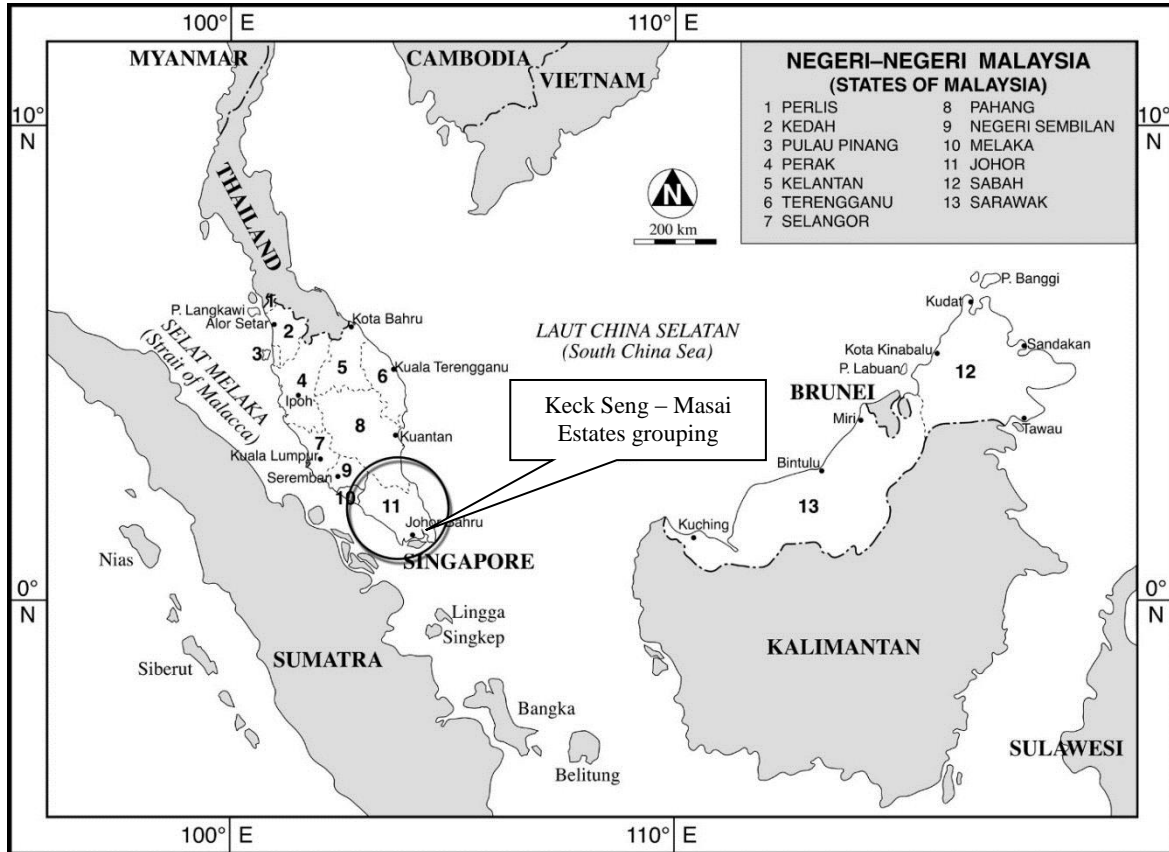 100° E
110° E
MYANMAR
CAMBODIA
VIETNAM
NEGERI–NEGERI MALAYSIA
(STATES OF MALAYSIA)
1 PERLIS
2 KEDAH
3 PULAU PINANG
4 PERAK
5 KELANTAN
6 TERENGGANU
7 SELANGOR
8 PAHANG
9 NEGERI SEMBILAN
10 MELAKA
11 JOHOR
12 SABAH
13 SARAWAK
10°
N
10°
N
THAILAND
N
200 km
P. Banggi
Kudat
1
P. Langkawi
Alor Setar
2
Kota Bahru
SELAT MELAKA
(Strait of Malacca)
3
LAUT CHINA SELATAN
(South China Sea)
Kota Kinabalu
Sandakan
P. Labuan
12
4
5
6
Kuala Terengganu
Ipoh
BRUNEI
Keck Seng – Masai
Estates grouping
8
Kuantan
Miri
Tawau
7
Kuala Lumpur
9
Seremban
Bintulu
10
11
13
Johor Bahru
Kuching
SINGAPORE
Nias
0°
N
0°
N
Lingga
Singkep
Siberut
SUMATRA
KALIMANTAN
Bangka
Belitung
SULAWESI
100° E
110° E